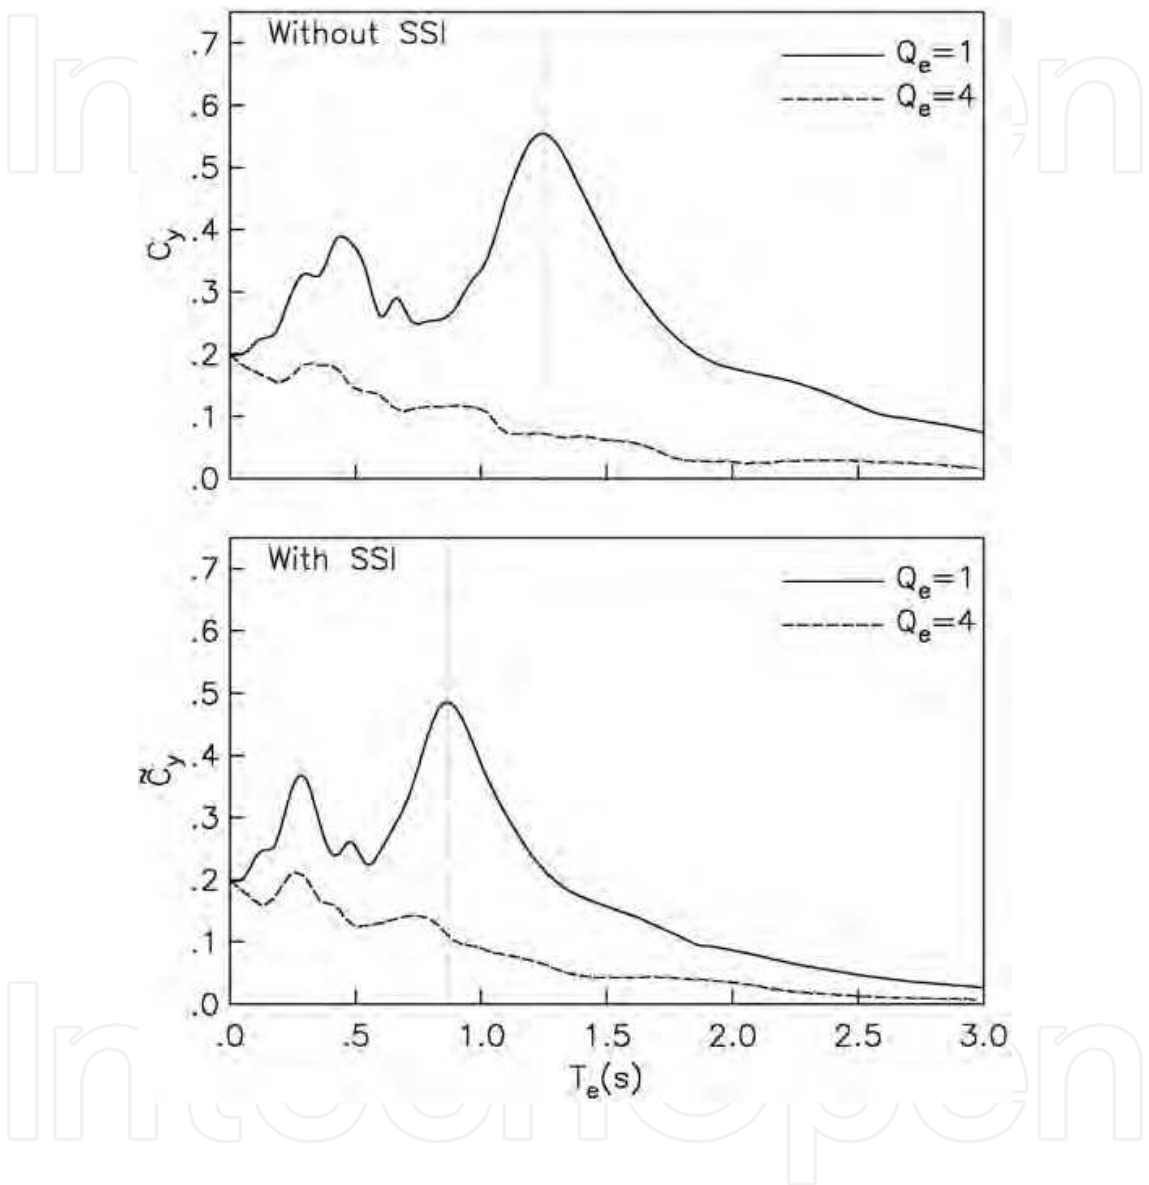 Without SSI
Q_e=1
Q_e=4
.7
.6
.5
.4
.3
.2
.1
.0
C_y
With SSI
Q_e=1
Q_e=4
.7
.6
.5
.4
.3
.2
.1
.0
C̃_y
.0 .5 1.0 1.5 2.0 2.5 3.0
T_e(s)
IntechOpen
IntechOpen